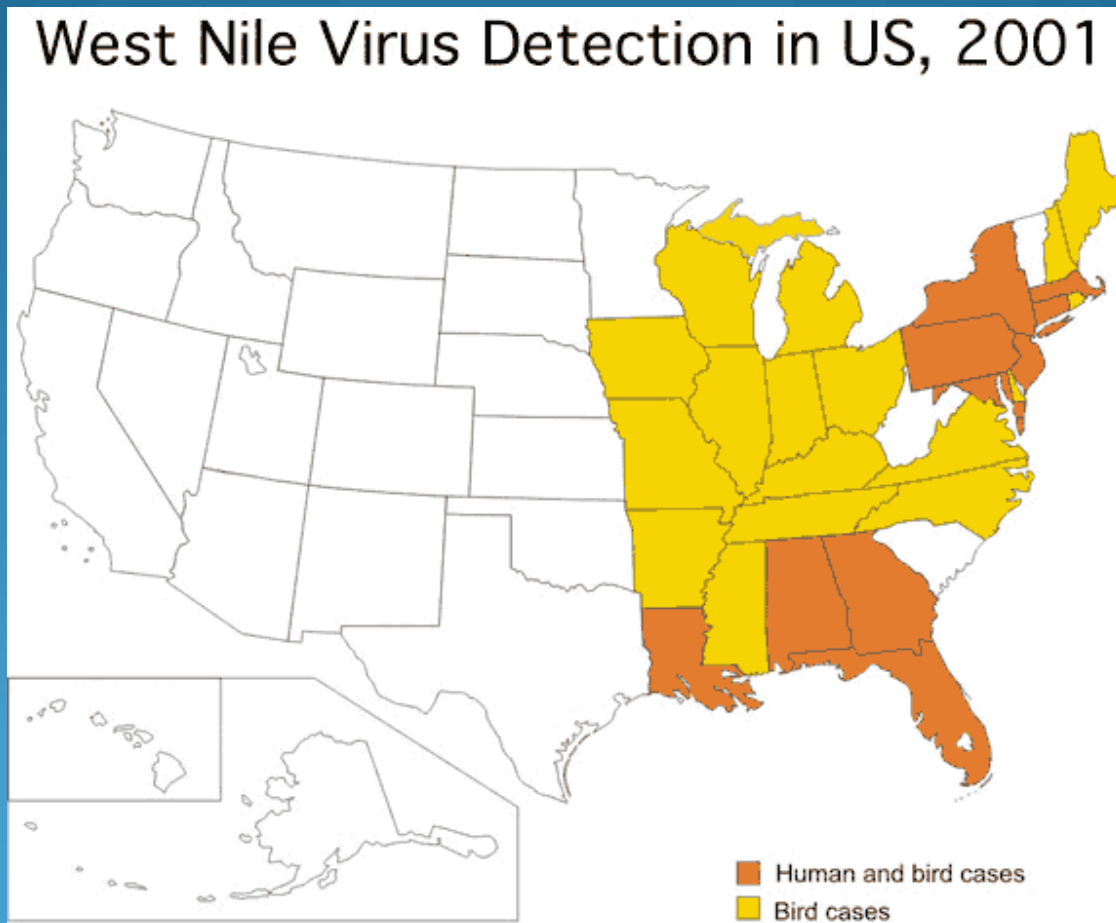 West Nile Virus Detection in US, 2001
Human and bird cases
Bird cases